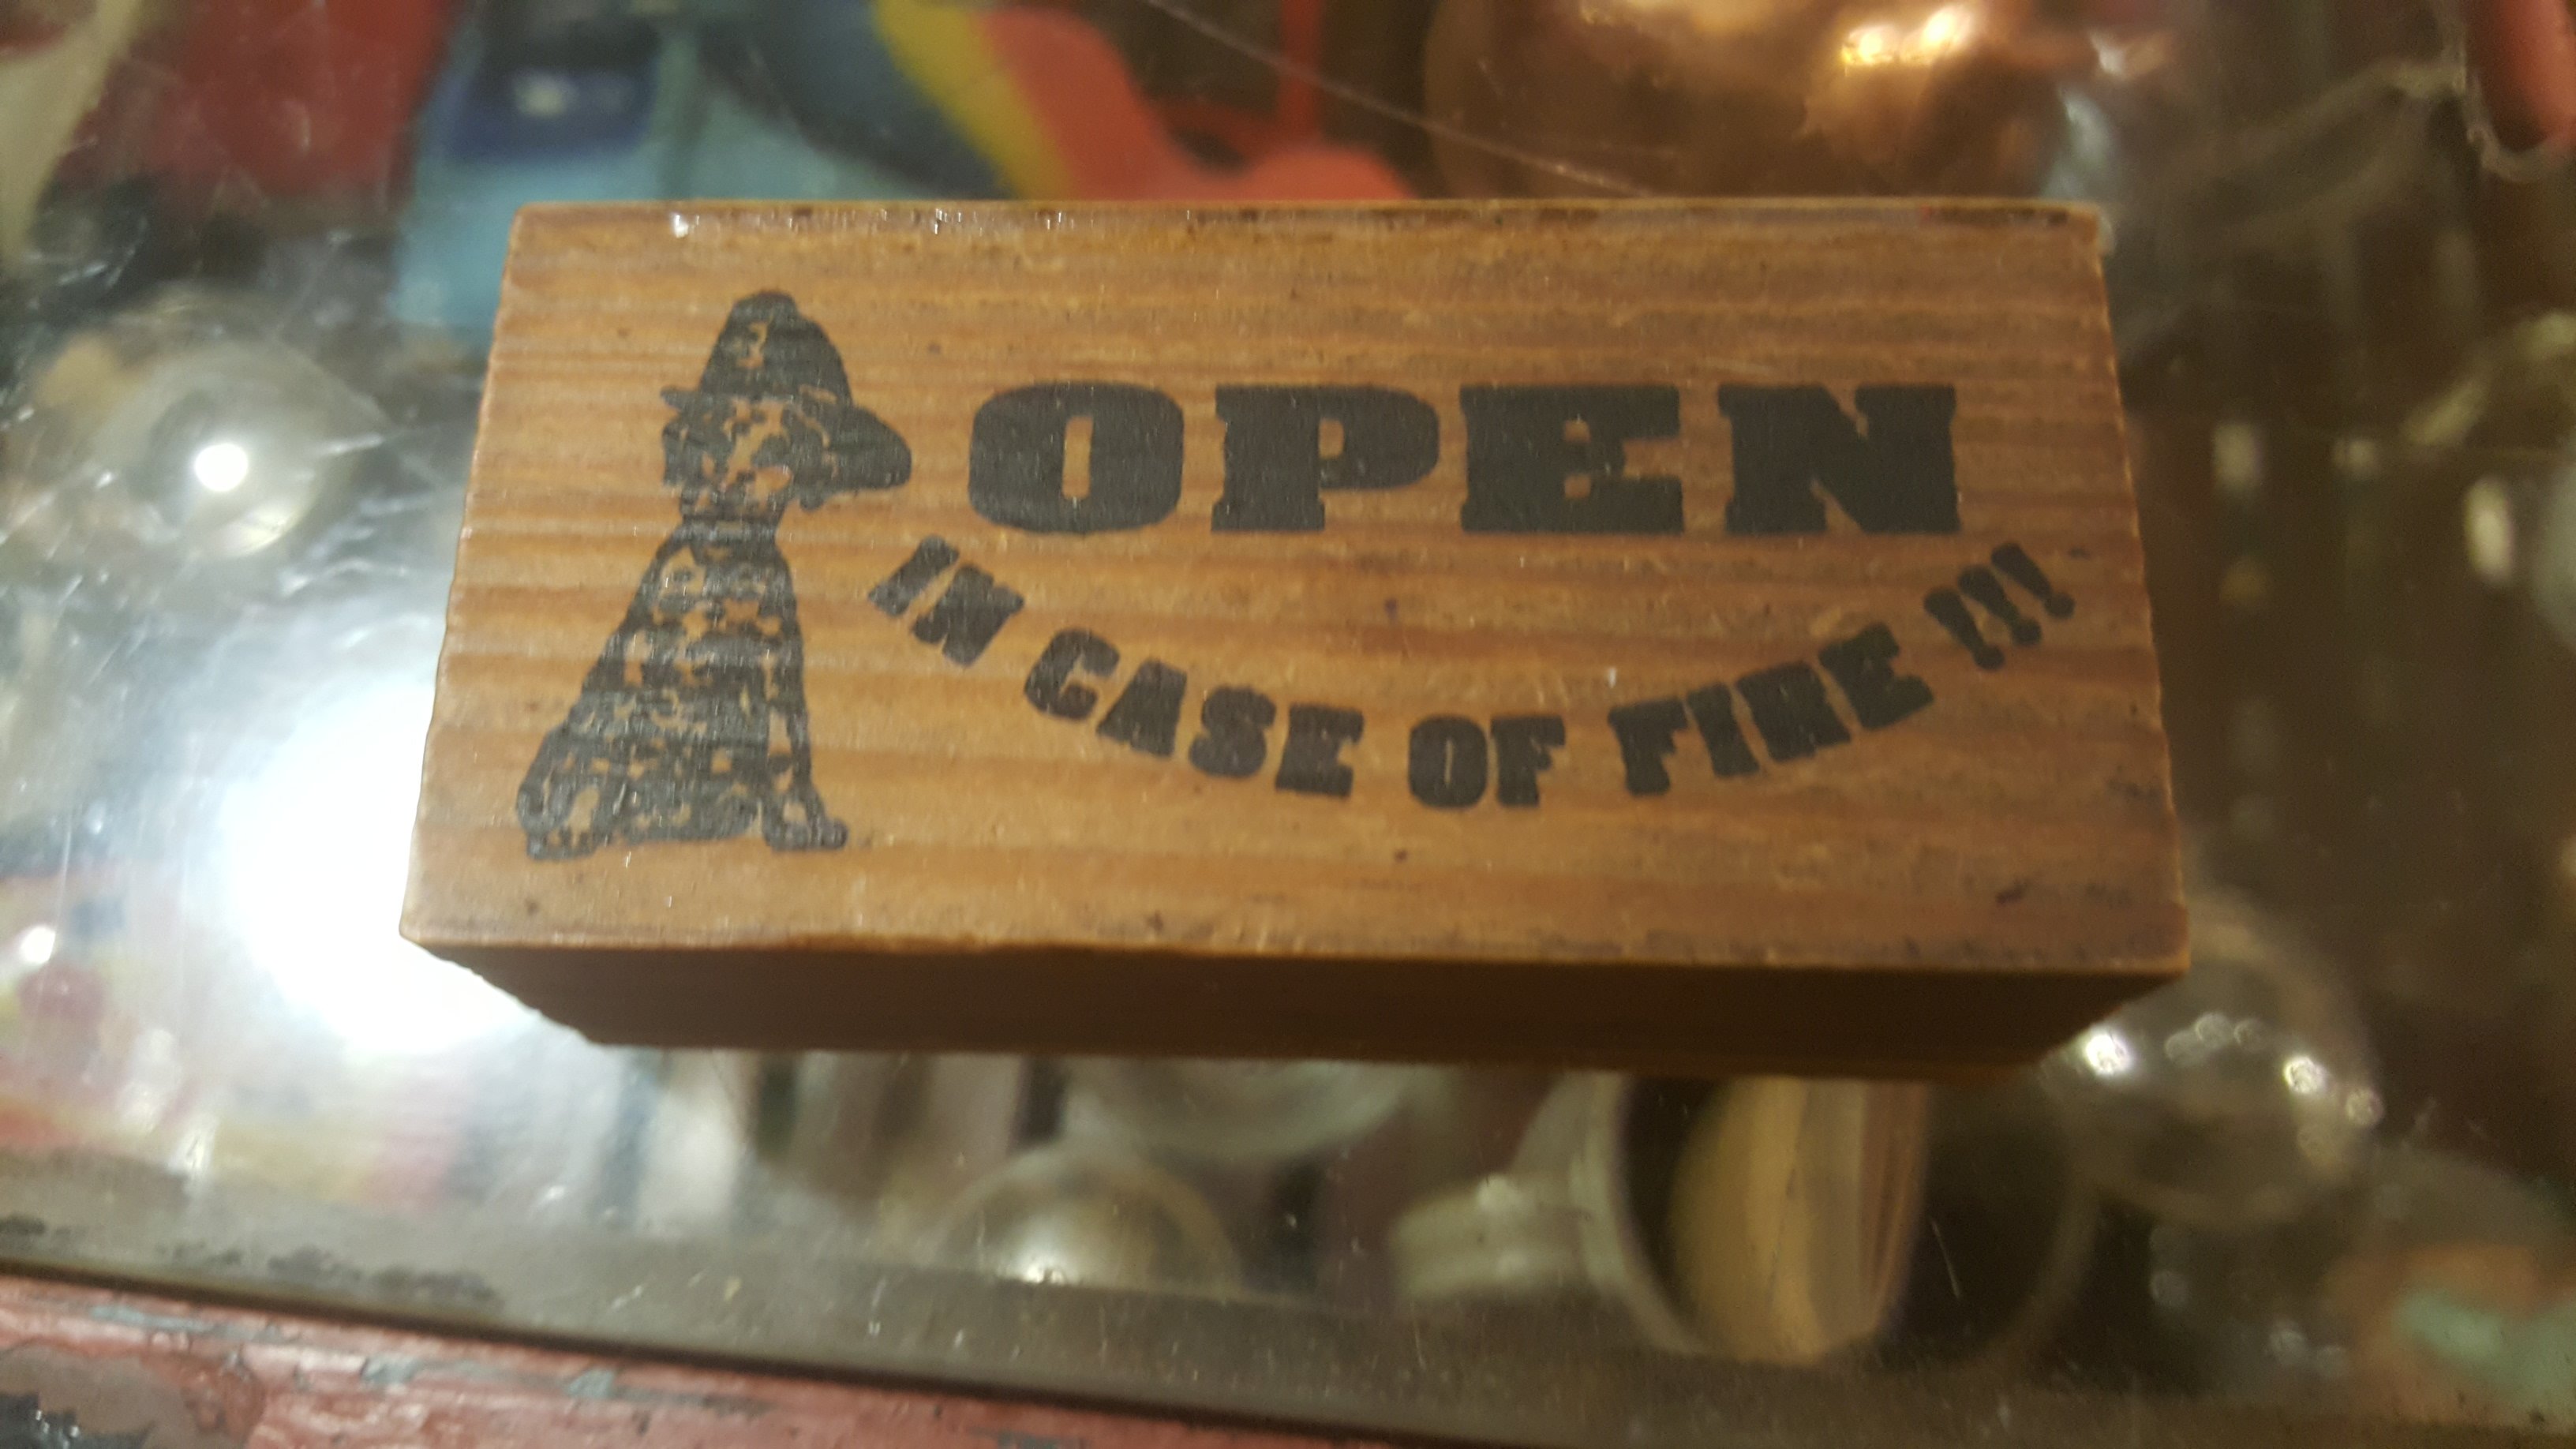 OPEN
IN CASE OF FIRE !!!